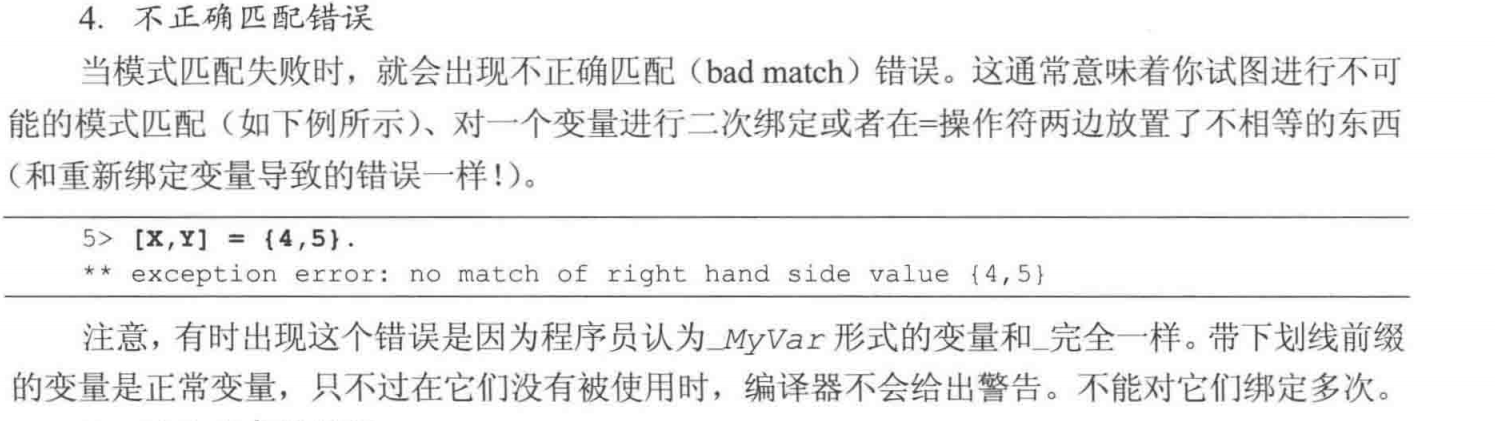 4. 不正确匹配错误
当模式匹配失败时，就会出现不正确匹配（bad match）错误。这通常意味着你试图进行不可
能的模式匹配（如下例所示）、对一个变量进行二次绑定或者在=操作符两边放置了不相等的东西
（和重新绑定变量导致的错误一样！）。
5> [X,Y] = {4,5}.
** exception error: no match of right hand side value {4,5}
注意，有时出现这个错误是因为程序员认为_MyVar 形式的变量和_完全一样。带下划线前缀
的变量是正常变量，只不过在它们没有被使用时，编译器不会给出警告。不能对它们绑定多次。